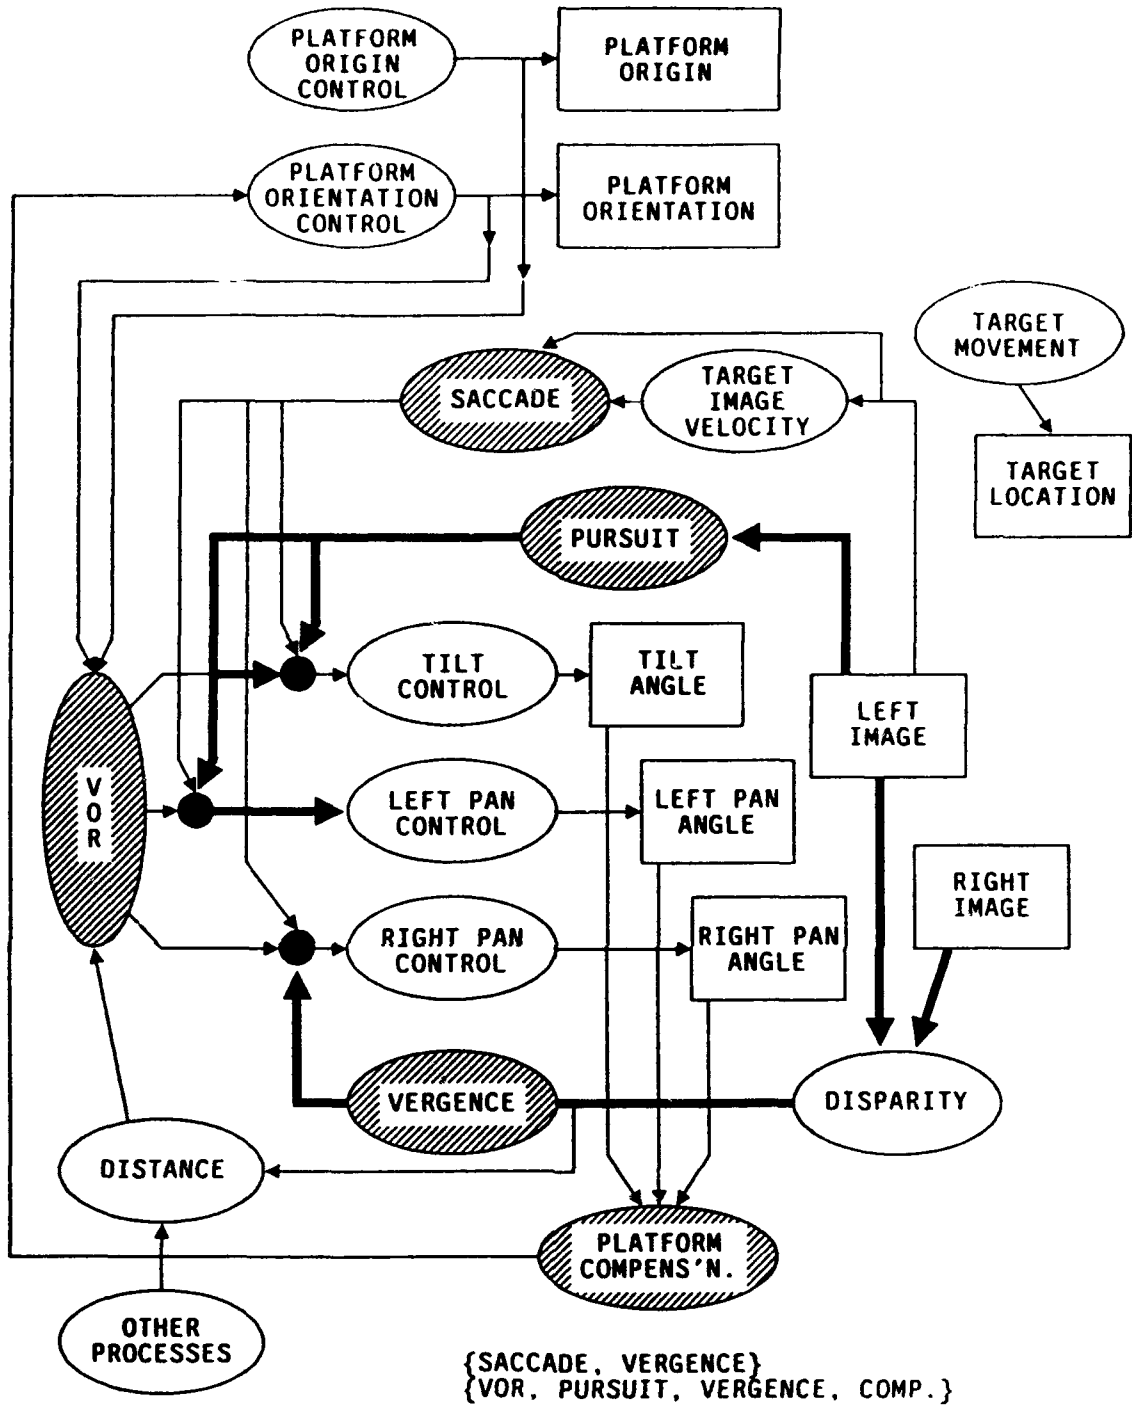 PLATFORM
ORIGIN
CONTROL
PLATFORM
ORIGIN
PLATFORM
ORIENTATION
CONTROL
PLATFORM
ORIENTATION
TARGET
MOVEMENT
SACCADE
TARGET
IMAGE
VELOCITY
TARGET
LOCATION
PURSUIT
TILT
CONTROL
TILT
ANGLE
LEFT
IMAGE
V
O
R
LEFT PAN
CONTROL
LEFT PAN
ANGLE
RIGHT
IMAGE
RIGHT PAN
CONTROL
RIGHT PAN
ANGLE
VERGENCE
DISPARITY
DISTANCE
PLATFORM
COMPENS'N.
OTHER
PROCESSES
{SACCADE, VERGENCE}
{VOR, PURSUIT, VERGENCE, COMP.}